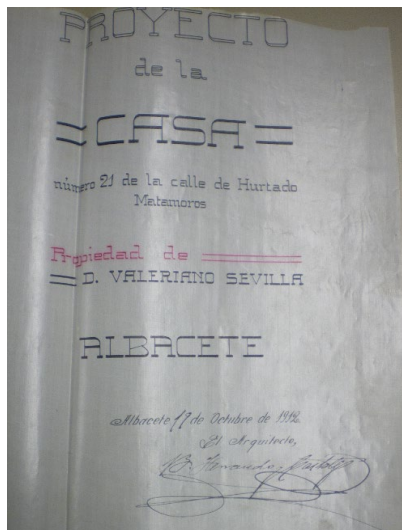 PROYECTO
de la
CASA
número 21 de la calle de Hurtado
Matamoros
Propiedad de
D. VALERIANO SEVILLA
ALBACETE
Albacete 17 de Octubre de 1912
El Arquitecto,